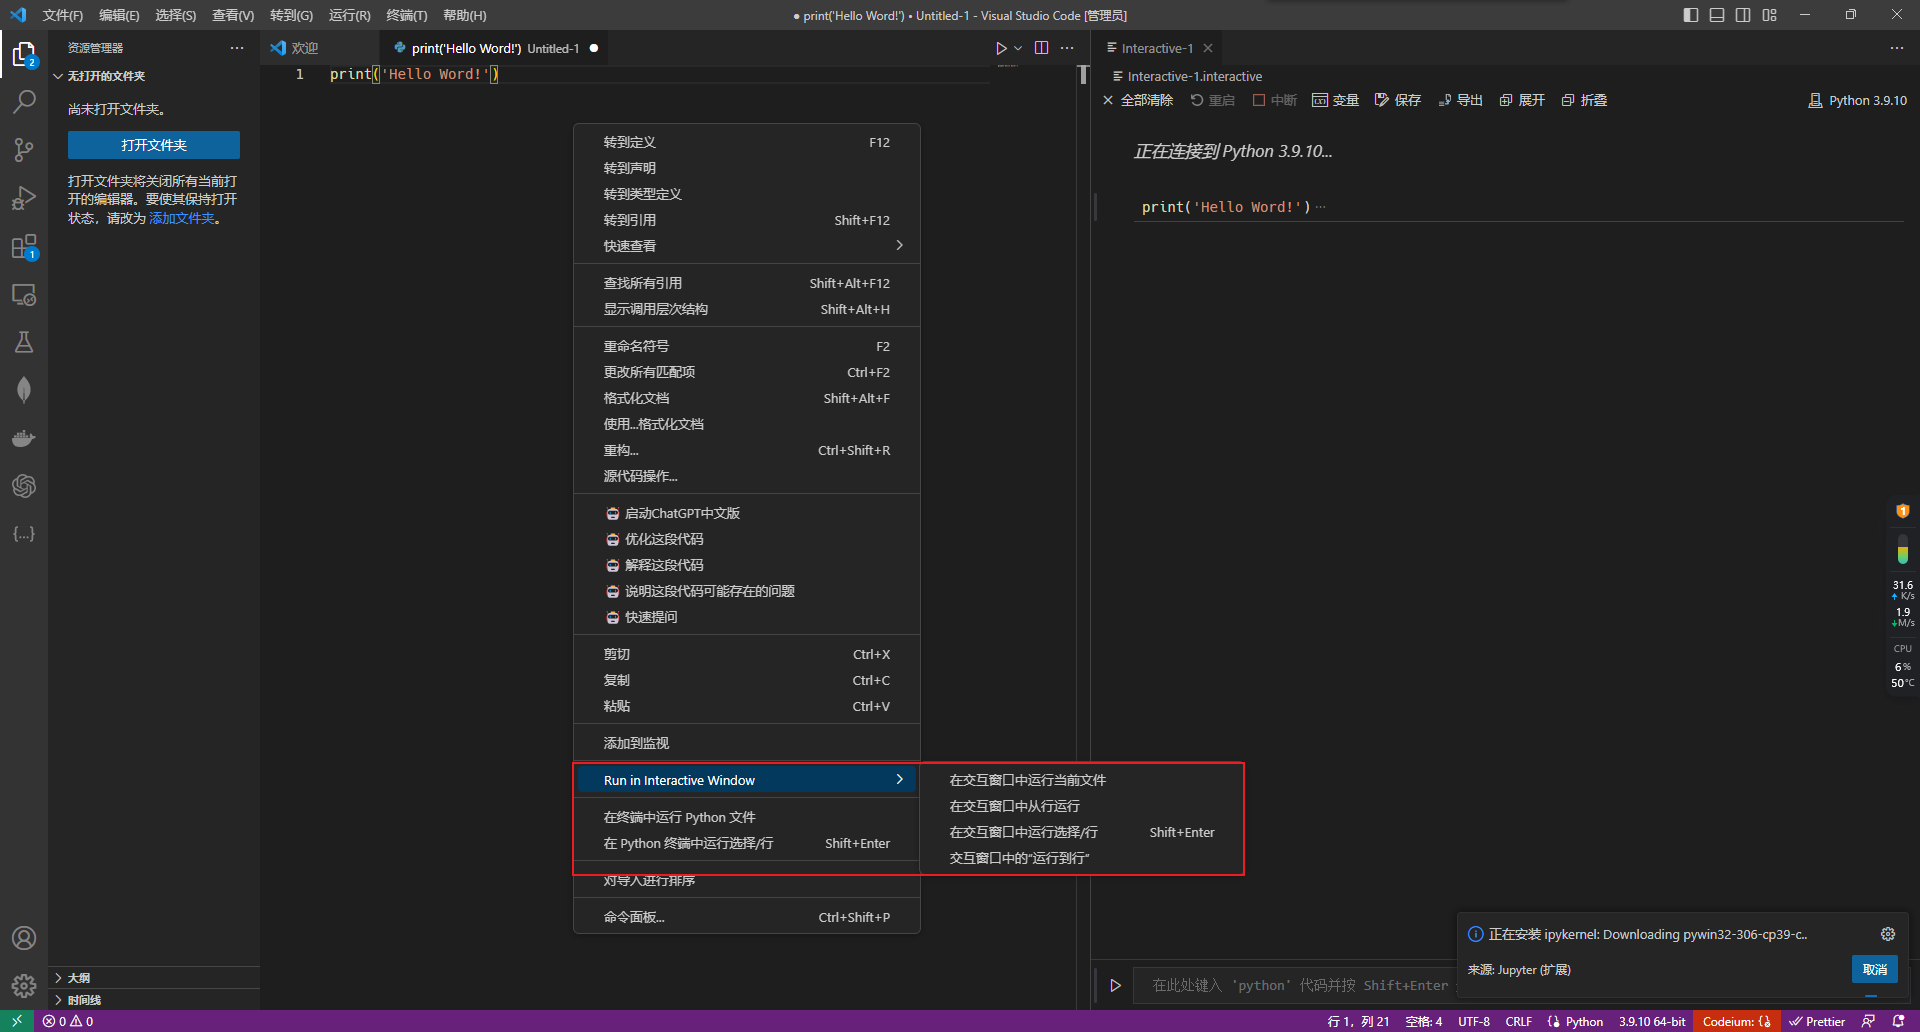 文件(F) 编辑(E) 选择(S) 查看(V) 转到(G) 运行(R) 终端(T) 帮助(H)
● print('Hello Word!') • Untitled-1 - Visual Studio Code [管理员]
资源管理器
欢迎
print('Hello Word!') Untitled-1
Interactive-1
无打开的文件夹
尚未打开文件夹。
打开文件夹
打开文件夹将关闭所有当前打
开的编辑器。要使其保持打开
状态，请改为 添加文件夹。
2
1
1 print('Hello Word!')
Interactive-1.interactive
全部清除 重启 中断 变量 保存 导出 展开 折叠
Python 3.9.10
正在连接到 Python 3.9.10...
print('Hello Word!') ···
转到定义 F12
转到声明
转到类型定义
转到引用 Shift+F12
快速查看
查找所有引用 Shift+Alt+F12
显示调用层次结构 Shift+Alt+H
重命名符号 F2
更改所有匹配项 Ctrl+F2
格式化文档 Shift+Alt+F
使用...格式化文档
重构... Ctrl+Shift+R
源代码操作...
启动ChatGPT中文版
优化这段代码
解释这段代码
说明这段代码可能存在的问题
快速提问
剪切 Ctrl+X
复制 Ctrl+C
粘贴 Ctrl+V
添加到监视
Run in Interactive Window
在终端中运行 Python 文件
在 Python 终端中运行选择/行 Shift+Enter
对导入进行排序
命令面板... Ctrl+Shift+P
在交互窗口中运行当前文件
在交互窗口中从行运行
在交互窗口中运行选择/行 Shift+Enter
交互窗口中的“运行到行”
1
31.6
K/s
1.9
M/s
CPU
6%
50°C
正在安装 ipykernel: Downloading pywin32-306-cp39-c..
来源: Jupyter (扩展)
取消
在此处键入 'python' 代码并按 Shift+Enter
大纲
时间线
0 0
行 1，列 21 空格: 4 UTF-8 CRLF Python 3.9.10 64-bit Codeium: {} Prettier